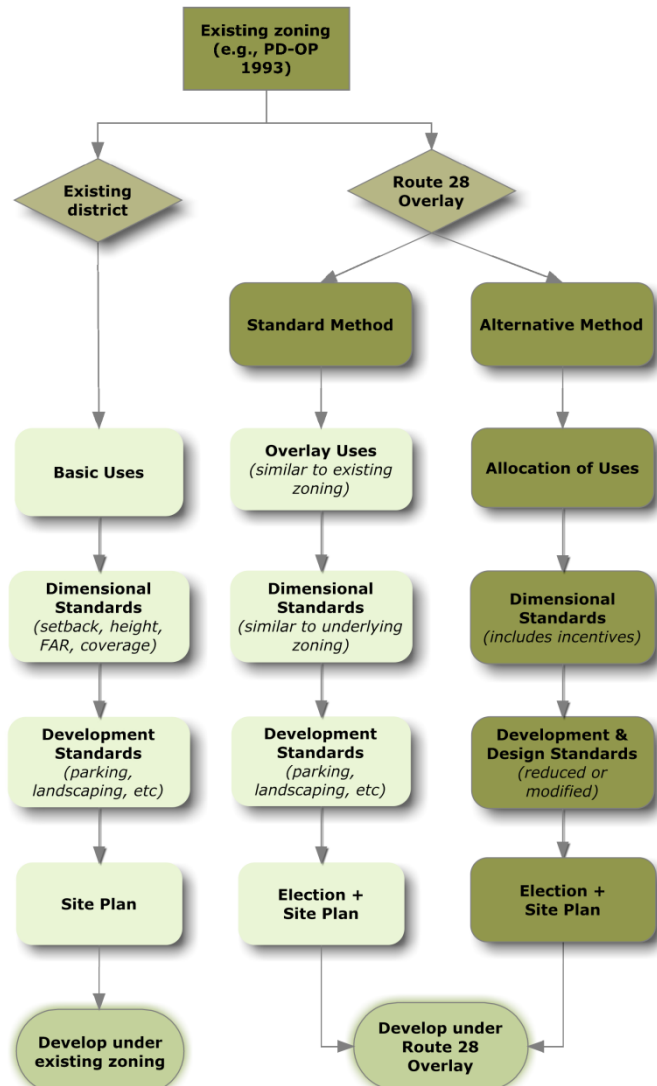 Existing zoning
(e.g., PD-OP
1993)
Existing
district
Route 28
Overlay
Standard Method
Alternative Method
Basic Uses
Overlay Uses
(similar to existing
zoning)
Allocation of Uses
Dimensional
Standards
(setback, height,
FAR, coverage)
Dimensional
Standards
(similar to underlying
zoning)
Dimensional
Standards
(includes incentives)
Development
Standards
(parking,
landscaping, etc)
Development
Standards
(parking,
landscaping, etc)
Development &
Design Standards
(reduced or
modified)
Site Plan
Election +
Site Plan
Election +
Site Plan
Develop under
existing zoning
Develop under
Route 28
Overlay